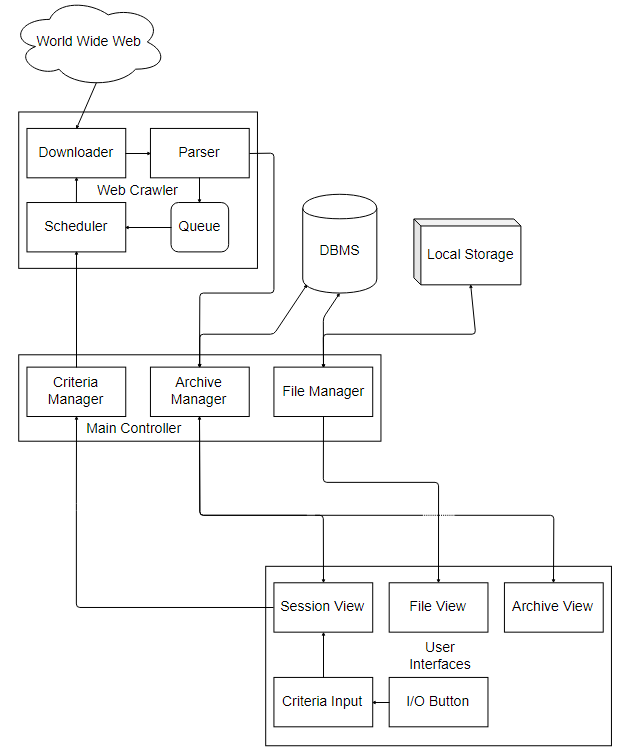 World Wide Web
Downloader
Parser
Web Crawler
Scheduler
Queue
DBMS
Local Storage
Criteria
Manager
Archive
Manager
File Manager
Main Controller
Session View
File View
Archive View
User
Interfaces
Criteria Input
I/O Button